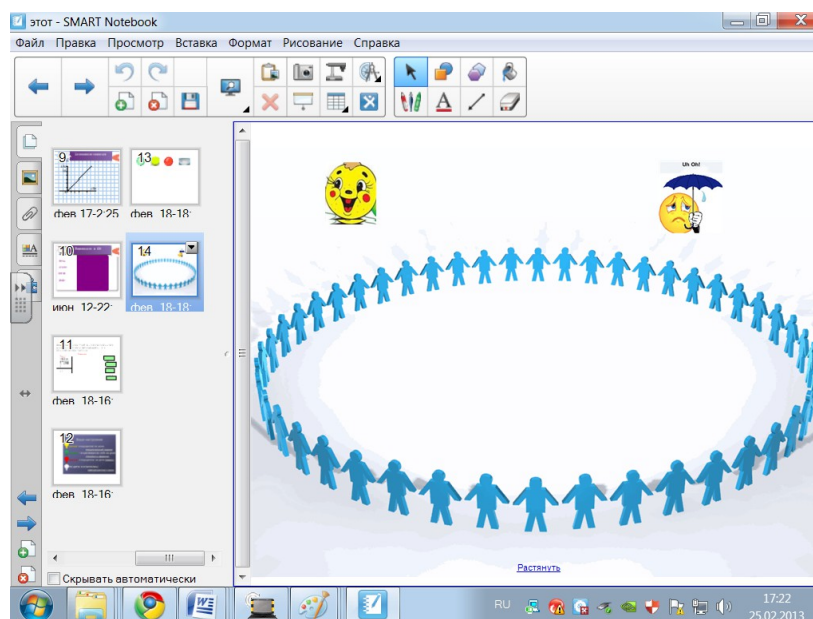 этот - SMART Notebook
Файл Правка Просмотр Вставка Формат Рисование Справка
9
13
фев 17-2:25
фев. 18-18:
10
14
июн 12-22:
фев. 18-18:
11
фев. 18-16:
12
фев. 18-16:
Скрывать автоматически
Uh Oh!
Растянуть
RU
17:22
25.02.2013